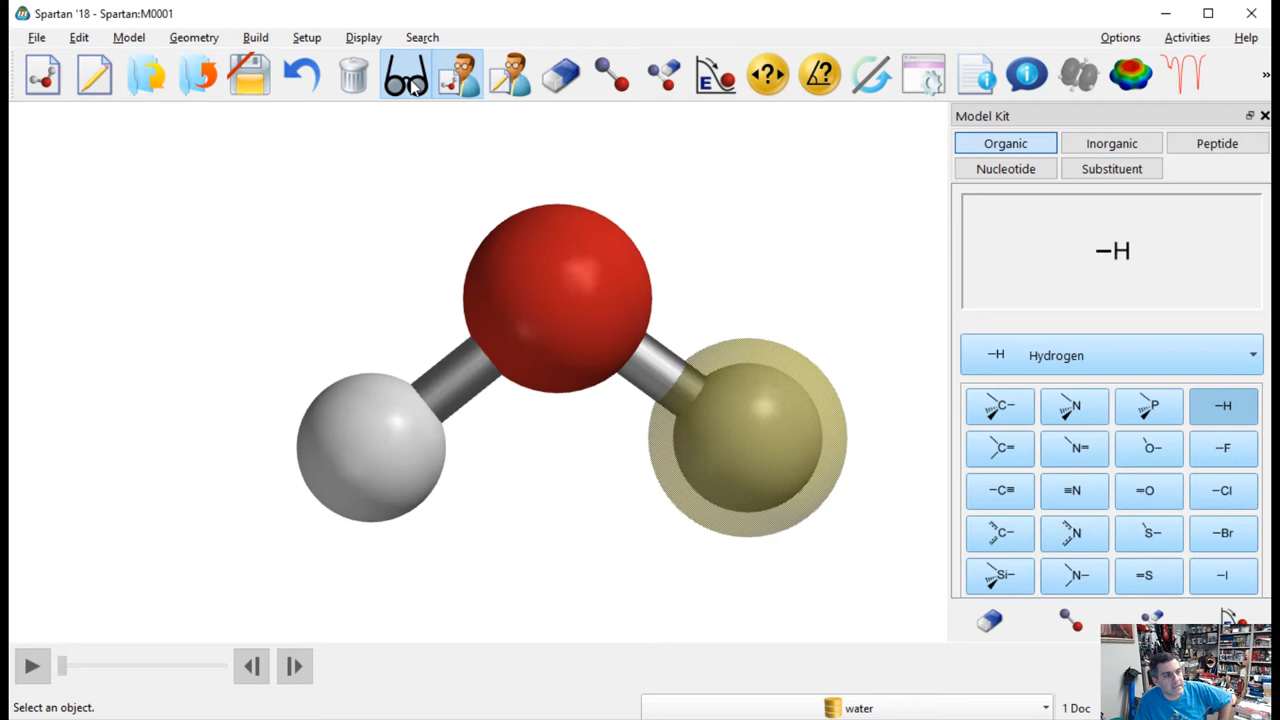 Spartan '18 - Spartan:M0001
File Edit Model Geometry Build Setup Display Search Options Activities Help
E ? ? »
Model Kit
Organic Inorganic Peptide
Nucleotide Substituent
–H
–H Hydrogen
C– N P –H
C= N= O– –F
–C≡ ≡N =O –Cl
C– N S– –Br
Si– N– =S –I
Select an object.
water
1 Doc